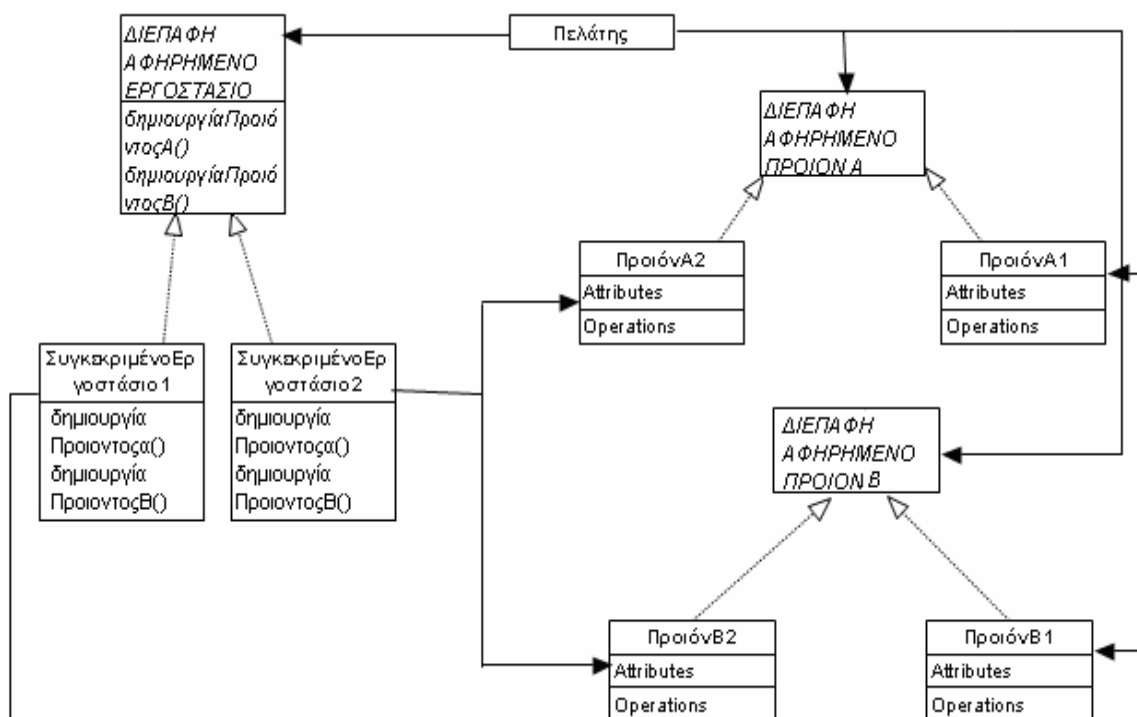 ΔΙΕΠΑΦΗ
ΑΦΗΡΗΜΕΝΟ
ΕΡΓΟΣΤΑΣΙΟ
δημιουργίαΠροιό
ντοςΑ()
δημιουργίαΠροιό
ντοςΒ()
Πελάτης
ΔΙΕΠΑΦΗ
ΑΦΗΡΗΜΕΝΟ
ΠΡΟΙΟΝ Α
ΠροιόνΑ2
Attributes
Operations
ΠροιόνΑ1
Attributes
Operations
ΣυγκεκριμένοΕρ
γοστάσιο1
δημιουργία
Προιοντοςα()
δημιουργία
ΠροιοντοςΒ()
ΣυγκεκριμένοΕρ
γοστάσιο2
δημιουργία
Προιοντοςα()
δημιουργία
ΠροιοντοςΒ()
ΔΙΕΠΑΦΗ
ΑΦΗΡΗΜΕΝΟ
ΠΡΟΙΟΝ Β
ΠροιόνΒ2
Attributes
Operations
ΠροιόνΒ1
Attributes
Operations